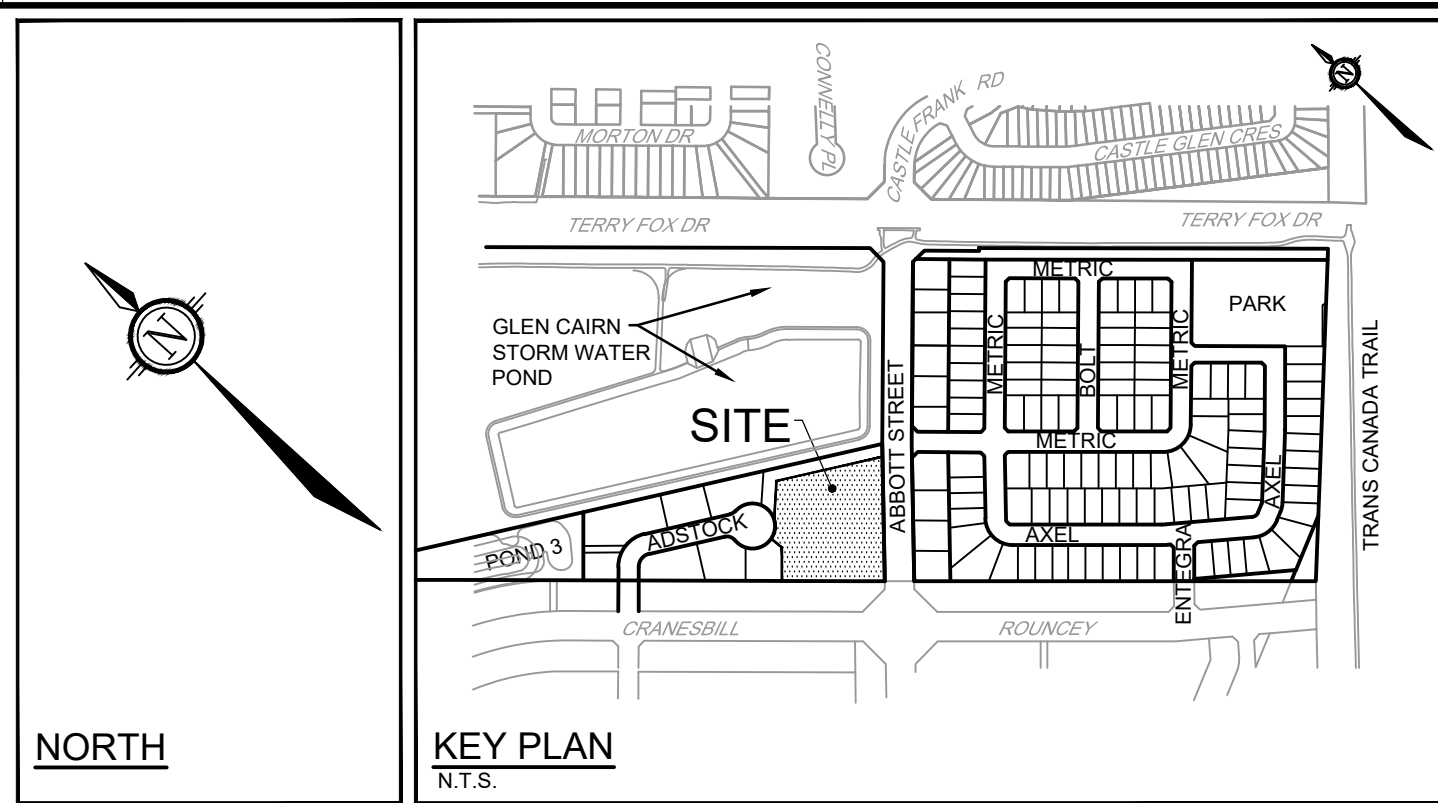 N
NORTH
N
CONNELLY PL
CASTLE FRANK RD
MORTON DR
CASTLE GLEN CRES
TERRY FOX DR
TERRY FOX DR
METRIC
PARK
GLEN CAIRN
STORM WATER
POND
METRIC
BOLT
METRIC
TRANS CANADA TRAIL
ABBOTT STREET
SITE
METRIC
AXEL
ADSTOCK
AXEL
POND 3
ENTEGRA
CRANESBILL
ROUNCEY
KEY PLAN
N.T.S.